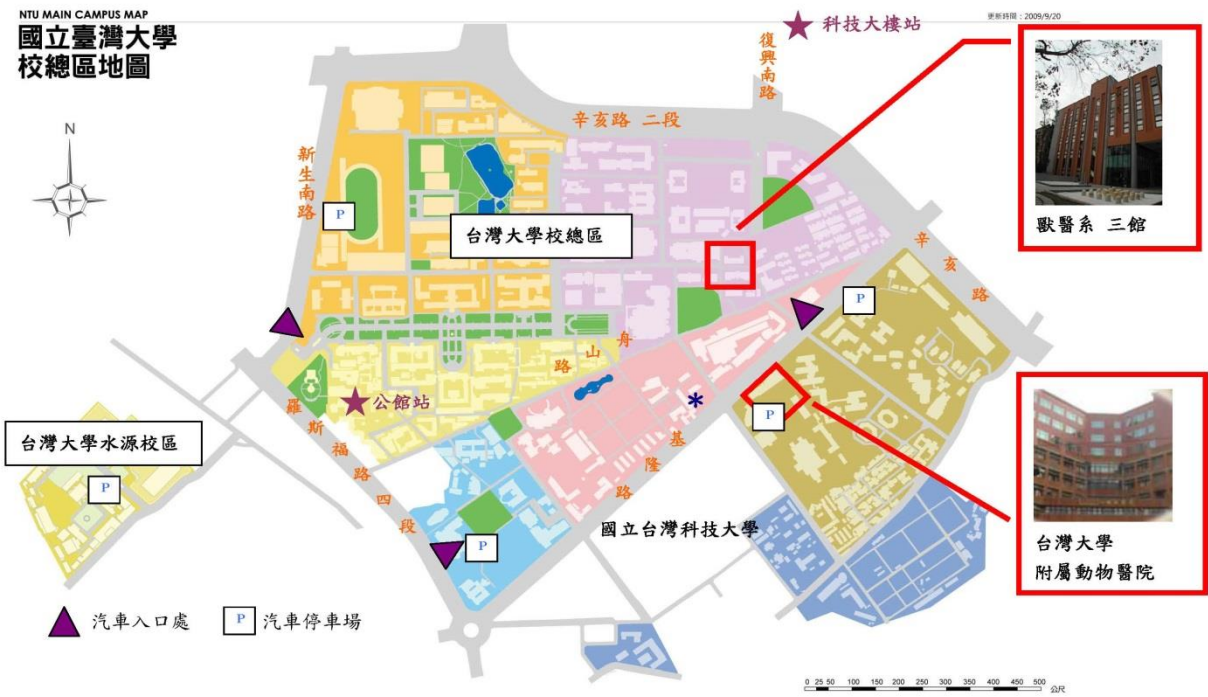 NTU MAIN CAMPUS MAP
國立臺灣大學
校總區地圖
更新時間：2009/9/20
科技大樓站
復興南路
辛亥路 二段
N
新生南路
P
台灣大學校總區
獸醫系 三館
辛亥路
P
舟山路
公館站
羅斯福路四段
*
基隆路
P
台灣大學水源校區
P
國立台灣科技大學
P
台灣大學
附屬動物醫院
汽車入口處
P 汽車停車場
0 25 50 100 150 200 250 300 350 400 450 500
公尺